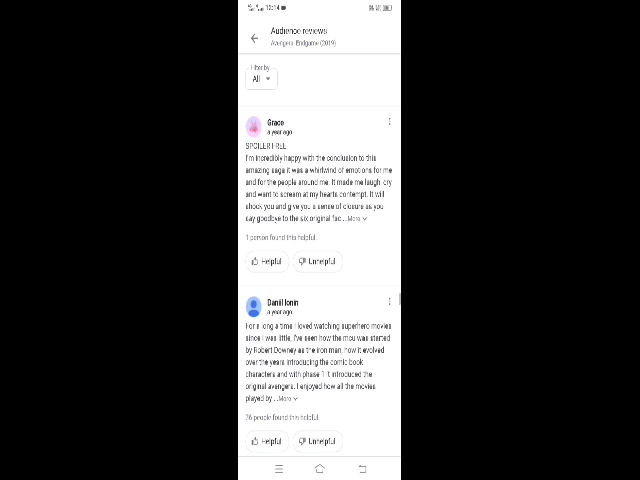 12:14
Audience reviews
Avengers: Endgame (2019)
Filter by
All
Grace
a year ago
SPOILER FREE
I'm incredibly happy with the conclusion to this
amazing saga it was a whirlwind of emotions for me
and for the people around me. It made me laugh cry
and want to scream at my hearts contempt. It will
shock you and give you a sense of closure as you
say goodbye to the six original fac ...More
1 person found this helpful.
Helpful Unhelpful
Daniil Ionin
a year ago
For a long a time I loved watching superhero movies
since I was little, I've seen how the mcu was started
by Robert Downey as the iron man, how it evolved
over the years introducing the comic book
characters and with phase 1 it introduced the
original avengers. I enjoyed how all the movies
played by ...More
26 people found this helpful.
Helpful Unhelpful